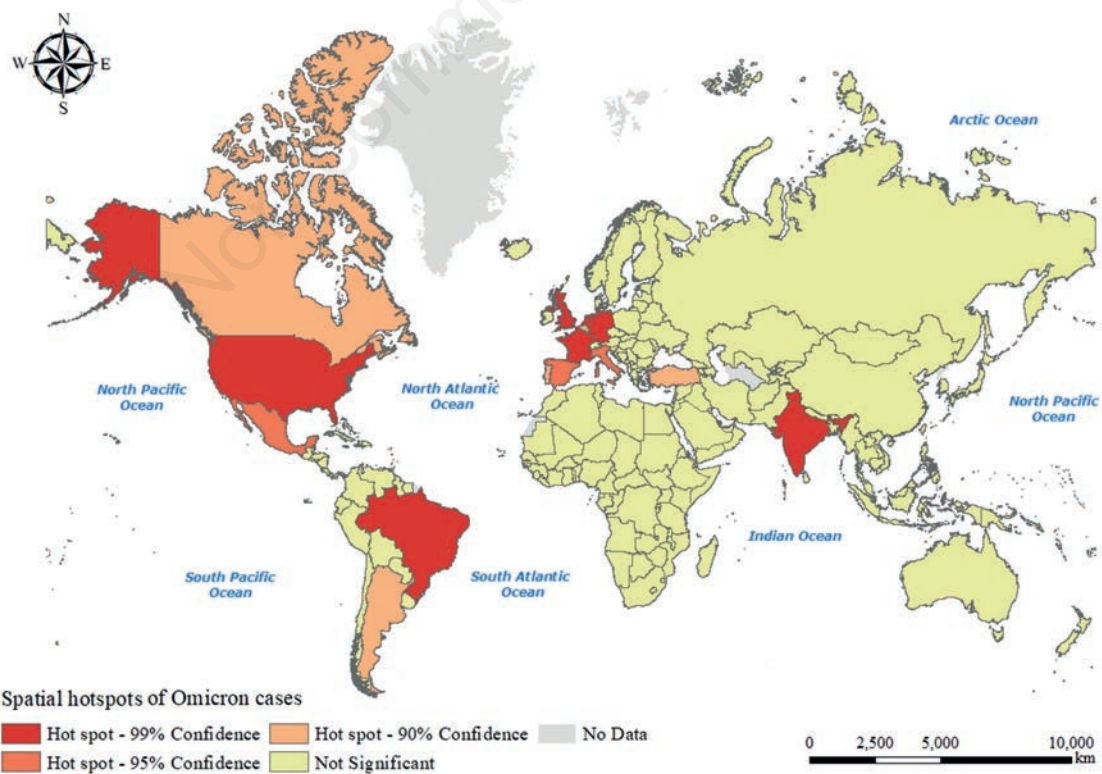 N
W
E
S
Arctic Ocean
North Pacific
Ocean
North Atlantic
Ocean
North Pacific
Ocean
Indian Ocean
South Pacific
Ocean
South Atlantic
Ocean
Spatial hotspots of Omicron cases
Hot spot - 99% Confidence
Hot spot - 90% Confidence
No Data
Hot spot - 95% Confidence
Not Significant
0 2,500 5,000 10,000
km